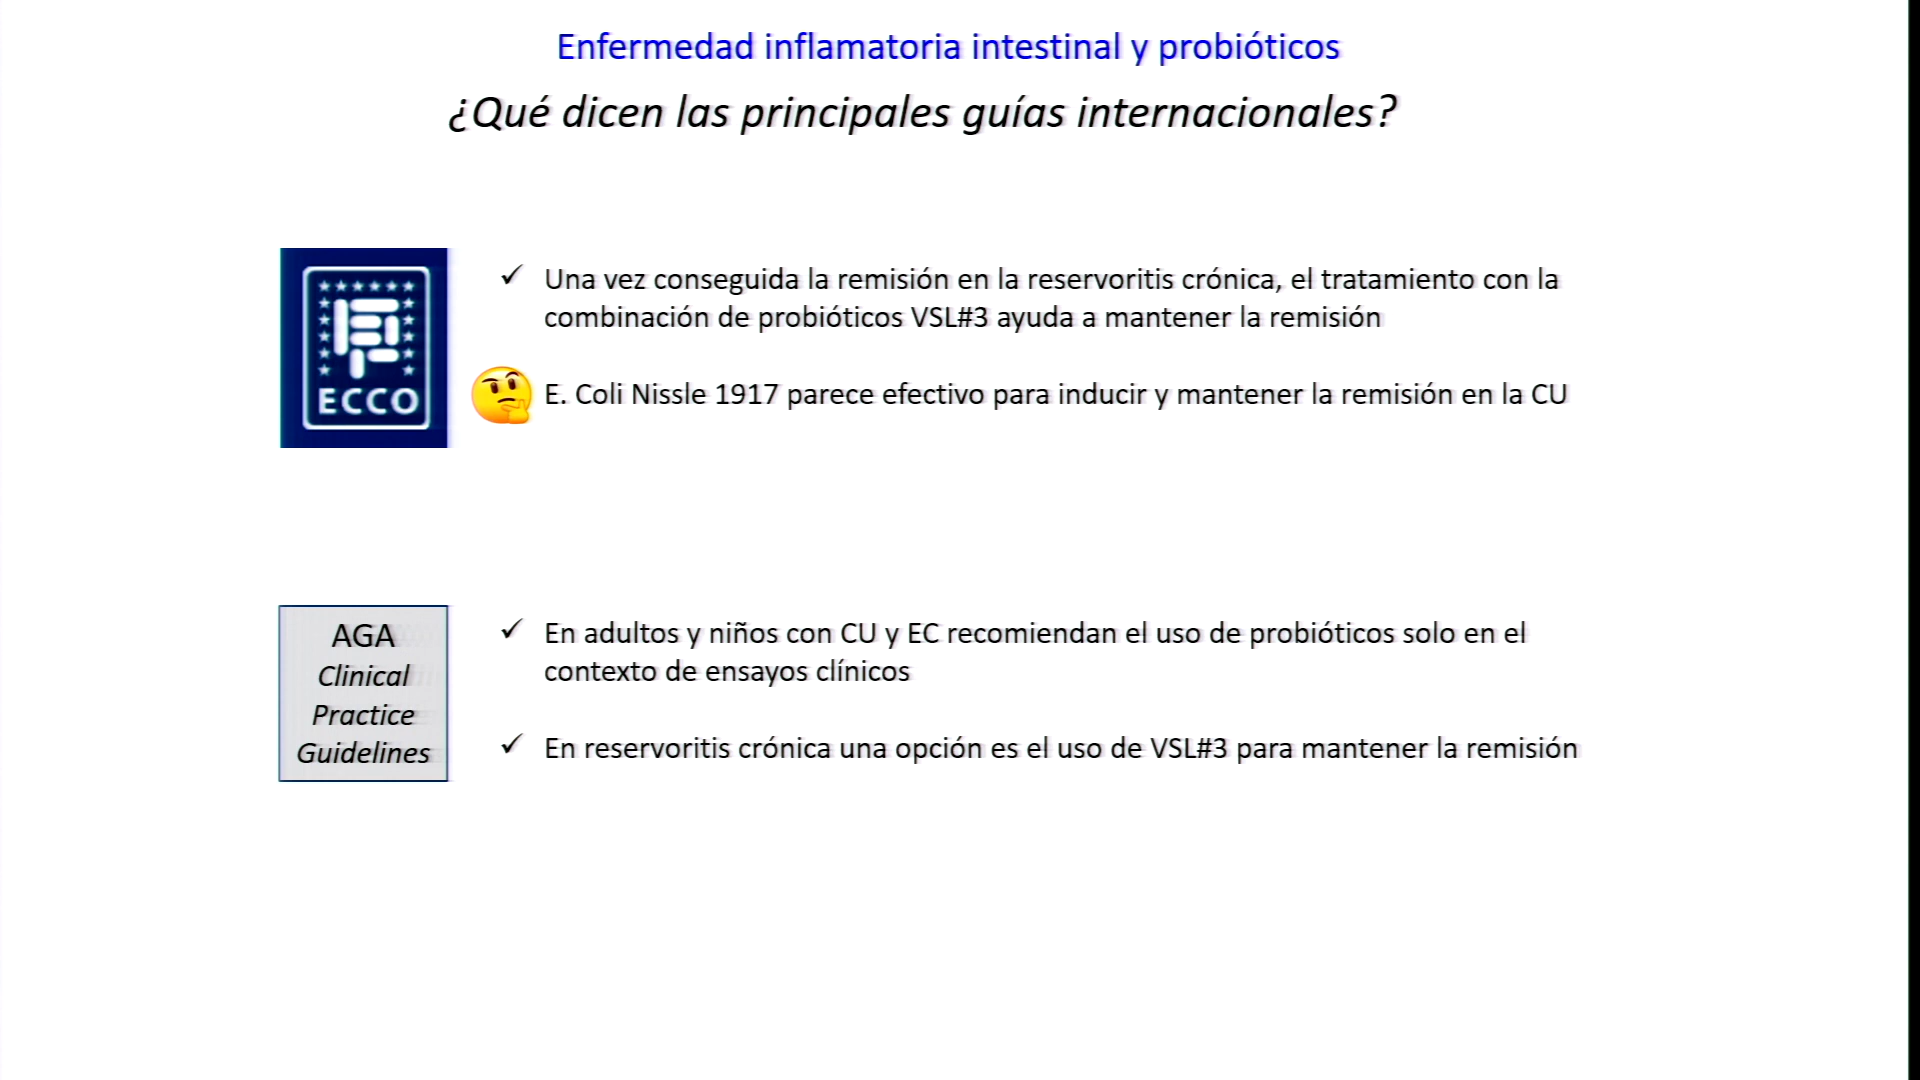 Enfermedad inflamatoria intestinal y probióticos
¿Qué dicen las principales guías internacionales?
ECCO
Una vez conseguida la remisión en la reservoritis crónica, el tratamiento con la
combinación de probióticos VSL#3 ayuda a mantener la remisión
E. Coli Nissle 1917 parece efectivo para inducir y mantener la remisión en la CU
AGA
Clinical
Practice
Guidelines
En adultos y niños con CU y EC recomiendan el uso de probióticos solo en el
contexto de ensayos clínicos
En reservoritis crónica una opción es el uso de VSL#3 para mantener la remisión